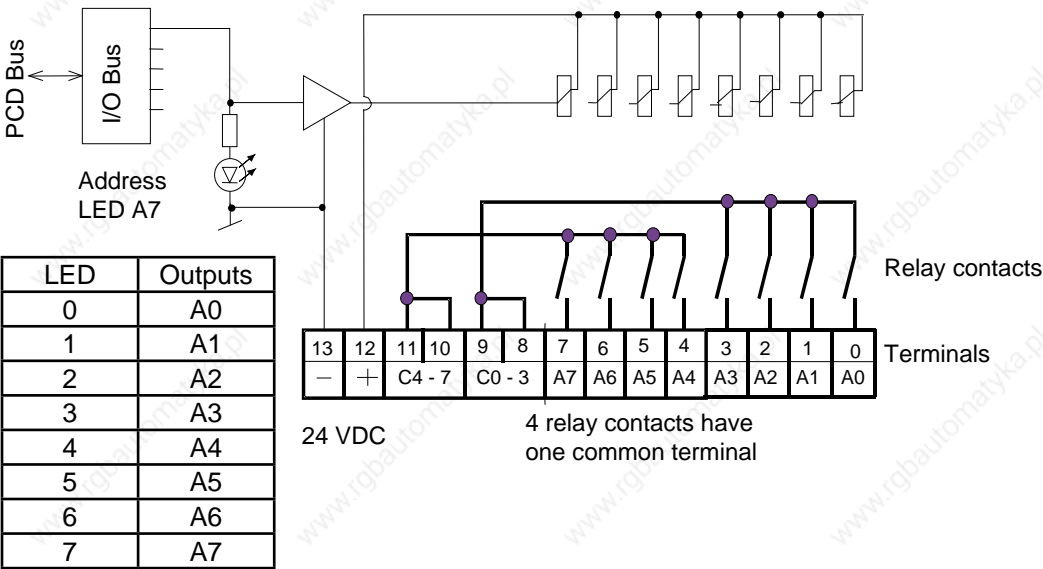 PCD Bus
I/O Bus
Address
LED A7
LED Outputs
0 A0
1 A1
2 A2
3 A3
4 A4
5 A5
6 A6
7 A7
Relay contacts
13 12 11 10 9 8 7 6 5 4 3 2 1 0
Terminals
− + C4 - 7 C0 - 3 A7 A6 A5 A4 A3 A2 A1 A0
24 VDC
4 relay contacts have
one common terminal
www.rgbautomatyka.pl